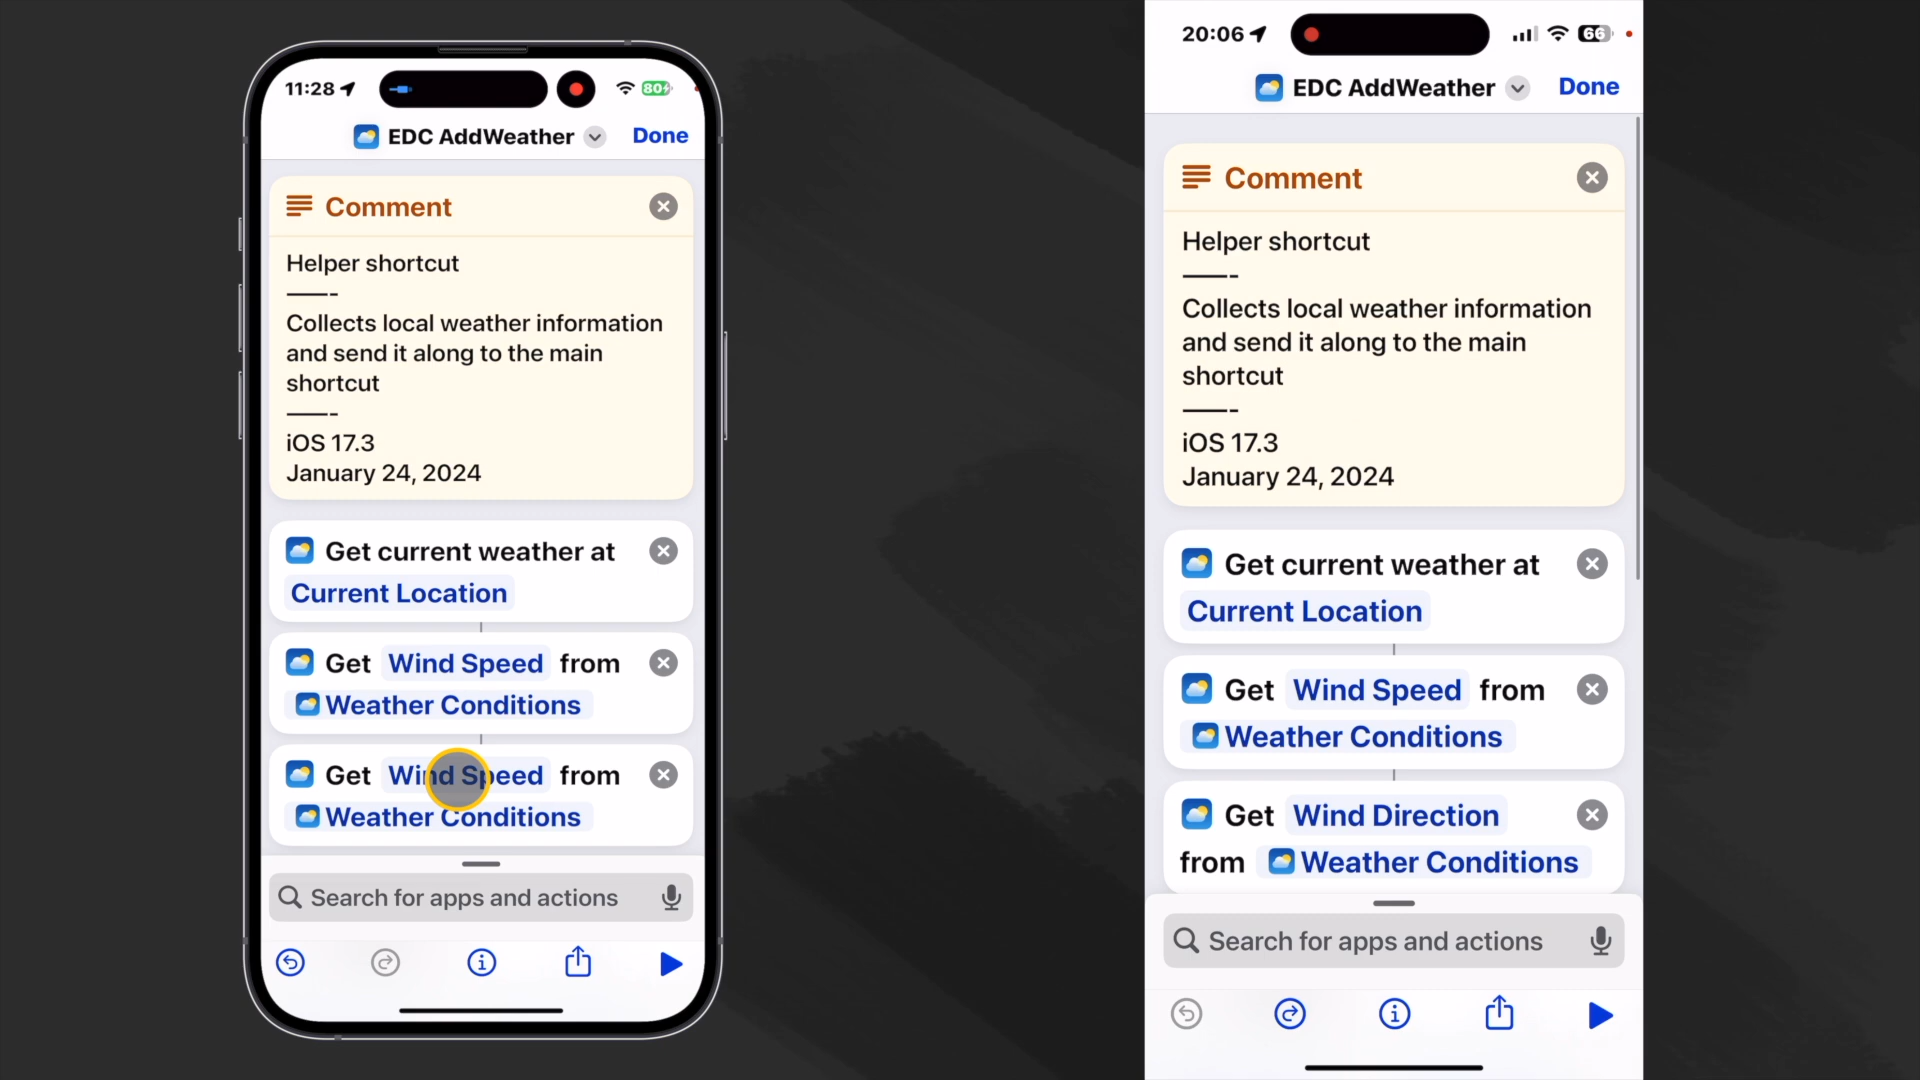 11:28
80
EDC AddWeather
Done
Comment
Helper shortcut
——-
Collects local weather information
and send it along to the main
shortcut
——-
iOS 17.3
January 24, 2024
Get current weather at
Current Location
Get Wind Speed from
Weather Conditions
Get Wind Speed from
Weather Conditions
Search for apps and actions
20:06
66
EDC AddWeather
Done
Comment
Helper shortcut
——-
Collects local weather information
and send it along to the main
shortcut
——-
iOS 17.3
January 24, 2024
Get current weather at
Current Location
Get Wind Speed from
Weather Conditions
Get Wind Direction
from Weather Conditions
Search for apps and actions